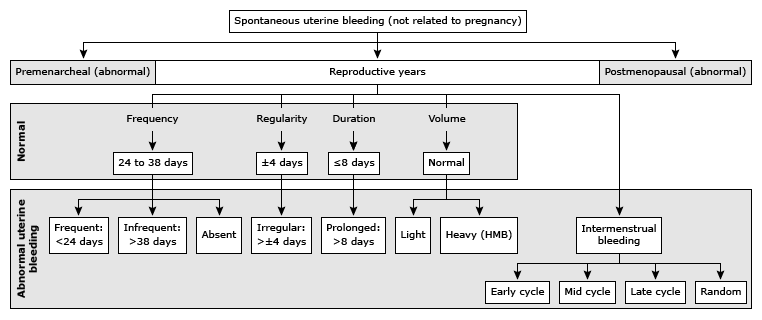 Spontaneous uterine bleeding (not related to pregnancy)
Premenarcheal (abnormal)
Reproductive years
Postmenopausal (abnormal)
Normal
Frequency
Regularity
Duration
Volume
24 to 38 days
±4 days
≤8 days
Normal
Abnormal uterine
bleeding
Frequent:
<24 days
Infrequent:
>38 days
Absent
Irregular:
>±4 days
Prolonged:
>8 days
Light
Heavy (HMB)
Intermenstrual
bleeding
Early cycle
Mid cycle
Late cycle
Random